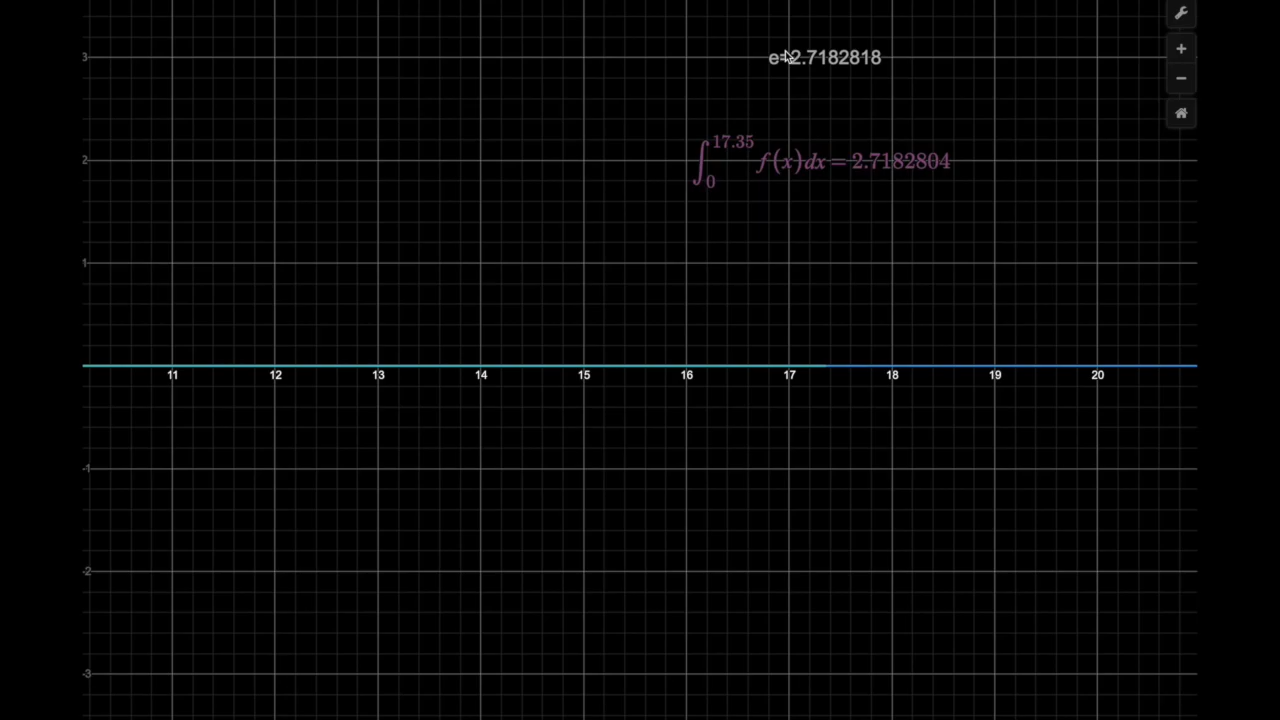 3
e=2.7182818
2
∫_0^{17.35} f(x)dx = 2.7182804
1
11 12 13 14 15 16 17 18 19 20
-1
-2
-3